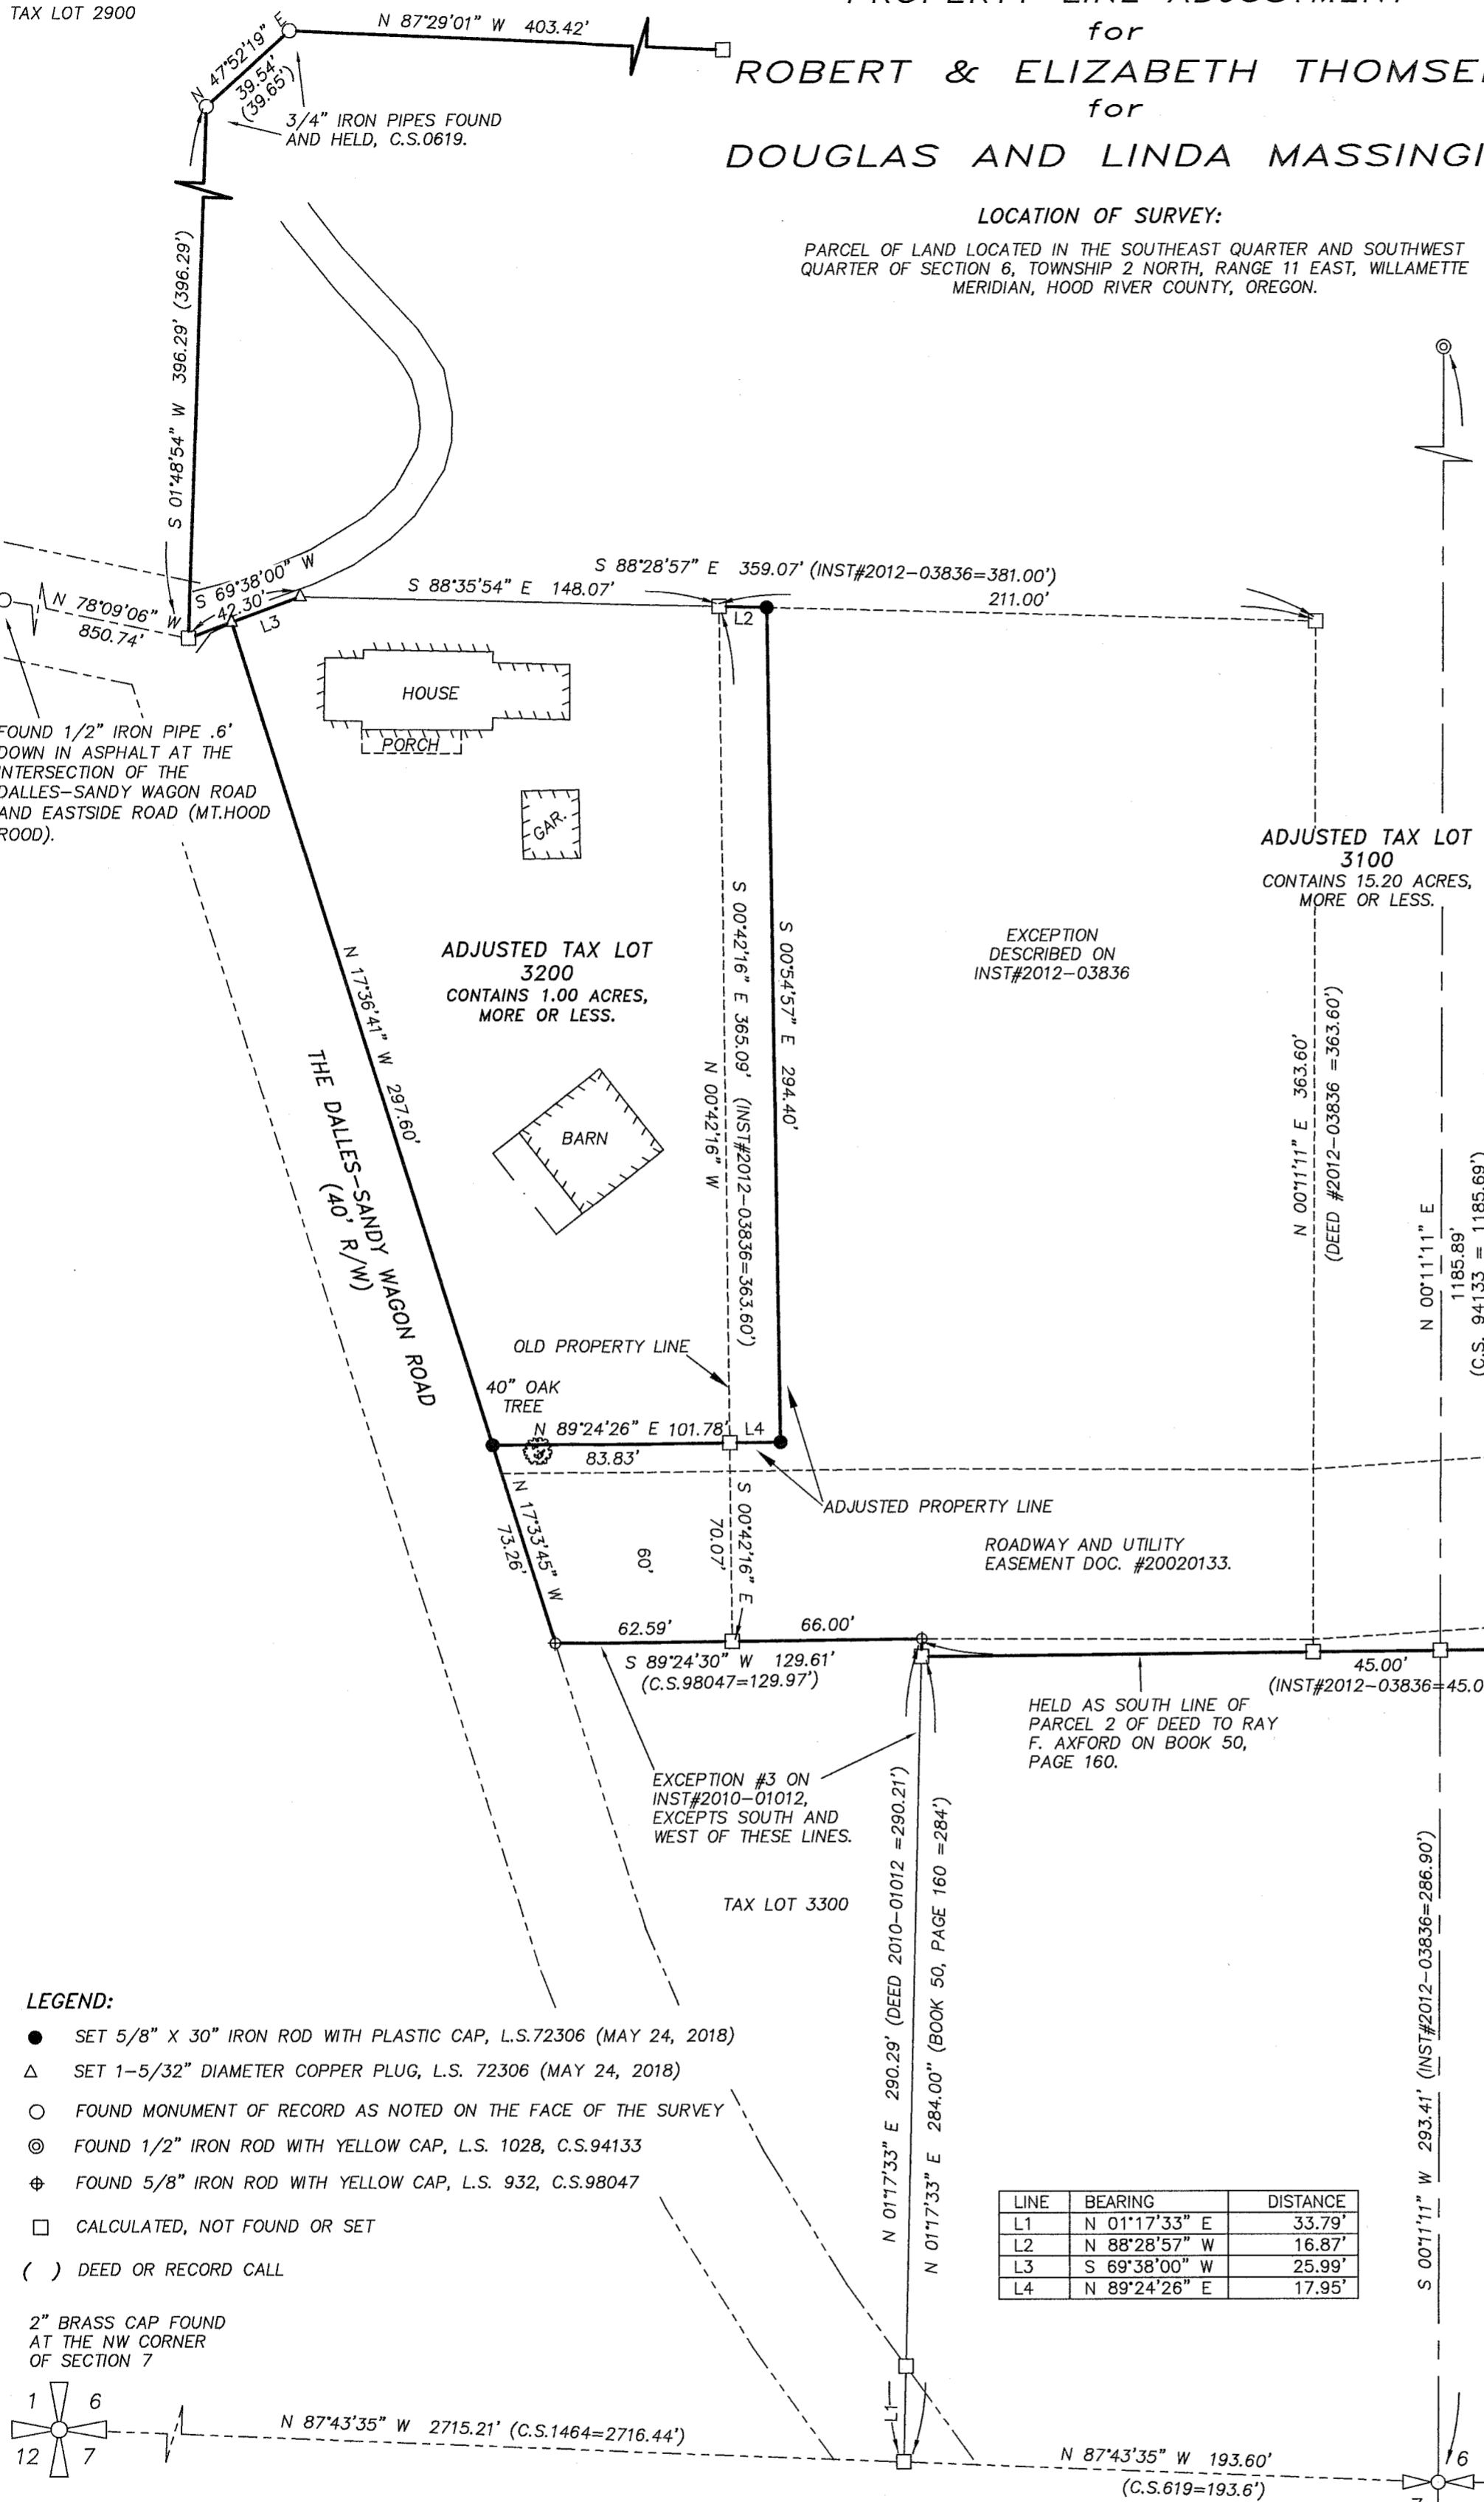 TAX LOT 2900
N 87°29'01" W 403.42'
N 47°52'19" E
39.54'
(39.65')
3/4" IRON PIPES FOUND
AND HELD, C.S.0619.
for
ROBERT & ELIZABETH
for
DOUGLAS AND LINDA
LOCATION OF SURVEY:
PARCEL OF LAND LOCATED IN THE SOUTHEAST QUARTER AND SOUTHWEST
QUARTER OF SECTION 6, TOWNSHIP 2 NORTH, RANGE 11 EAST, WILLAMETTE
MERIDIAN, HOOD RIVER COUNTY, OREGON.
S 01°48'54" W 396.29' (396.29')
N 78°09'06" W
850.74'
S 69°38'00" W
42.30'
L3
S 88°35'54" E 148.07'
S 88°28'57" E 359.07' (INST#2012-03836=381.00')
211.00'
L2
HOUSE
PORCH
GAR.
FOUND 1/2" IRON PIPE .6'
DOWN IN ASPHALT AT THE
INTERSECTION OF THE
DALLES-SANDY WAGON ROAD
AND EASTSIDE ROAD (MT.HOOD
ROOD).
ADJUSTED TAX LOT
3100
CONTAINS 15.20 ACRES,
MORE OR LESS.
EXCEPTION
DESCRIBED ON
INST#2012-03836
ADJUSTED TAX LOT
3200
CONTAINS 1.00 ACRES,
MORE OR LESS.
N 17°36'41" W 297.60'
S 00°42'16" E 365.09' (INST#2012-03836=363.60')
N 00°42'16" W
S 00°54'57" E 294.40'
N 00°11'11" E 363.60'
(DEED #2012-03836 =363.60')
N 00°11'11" E
1185.89'
(C.S. 94133 = 1185.69')
THE DALLES-SANDY WAGON ROAD
(40' R/W)
BARN
OLD PROPERTY LINE
40" OAK
TREE
N 89°24'26" E 101.78'
L4
83.83'
ADJUSTED PROPERTY LINE
N 17°33'45" W
73.26'
60'
S 00°42'16" E
70.07'
ROADWAY AND UTILITY
EASEMENT DOC. #20020133.
62.59'
66.00'
S 89°24'30" W 129.61'
(C.S.98047=129.97')
45.00'
(INST#2012-03836=45.0
HELD AS SOUTH LINE OF
PARCEL 2 OF DEED TO RAY
F. AXFORD ON BOOK 50,
PAGE 160.
EXCEPTION #3 ON
INST#2010-01012,
EXCEPTS SOUTH AND
WEST OF THESE LINES.
TAX LOT 3300
N 01°17'33" E 290.29' (DEED 2010-01012 =290.21')
N 01°17'33" E 284.00" (BOOK 50, PAGE 160 =284')
S 00°11'11" W 293.41' (INST#2012-03836=286.90')
LEGEND:
SET 5/8" X 30" IRON ROD WITH PLASTIC CAP, L.S.72306 (MAY 24, 2018)
SET 1-5/32" DIAMETER COPPER PLUG, L.S. 72306 (MAY 24, 2018)
FOUND MONUMENT OF RECORD AS NOTED ON THE FACE OF THE SURVEY
FOUND 1/2" IRON ROD WITH YELLOW CAP, L.S. 1028, C.S.94133
FOUND 5/8" IRON ROD WITH YELLOW CAP, L.S. 932, C.S.98047
CALCULATED, NOT FOUND OR SET
( ) DEED OR RECORD CALL
2" BRASS CAP FOUND
AT THE NW CORNER
OF SECTION 7
LINE BEARING DISTANCE
L1 N 01°17'33" E 33.79'
L2 N 88°28'57" W 16.87'
L3 S 69°38'00" W 25.99'
L4 N 89°24'26" E 17.95'
1 6
12 7
N 87°43'35" W 2715.21' (C.S.1464=2716.44')
L1
N 87°43'35" W 193.60'
(C.S.619=193.6')
6